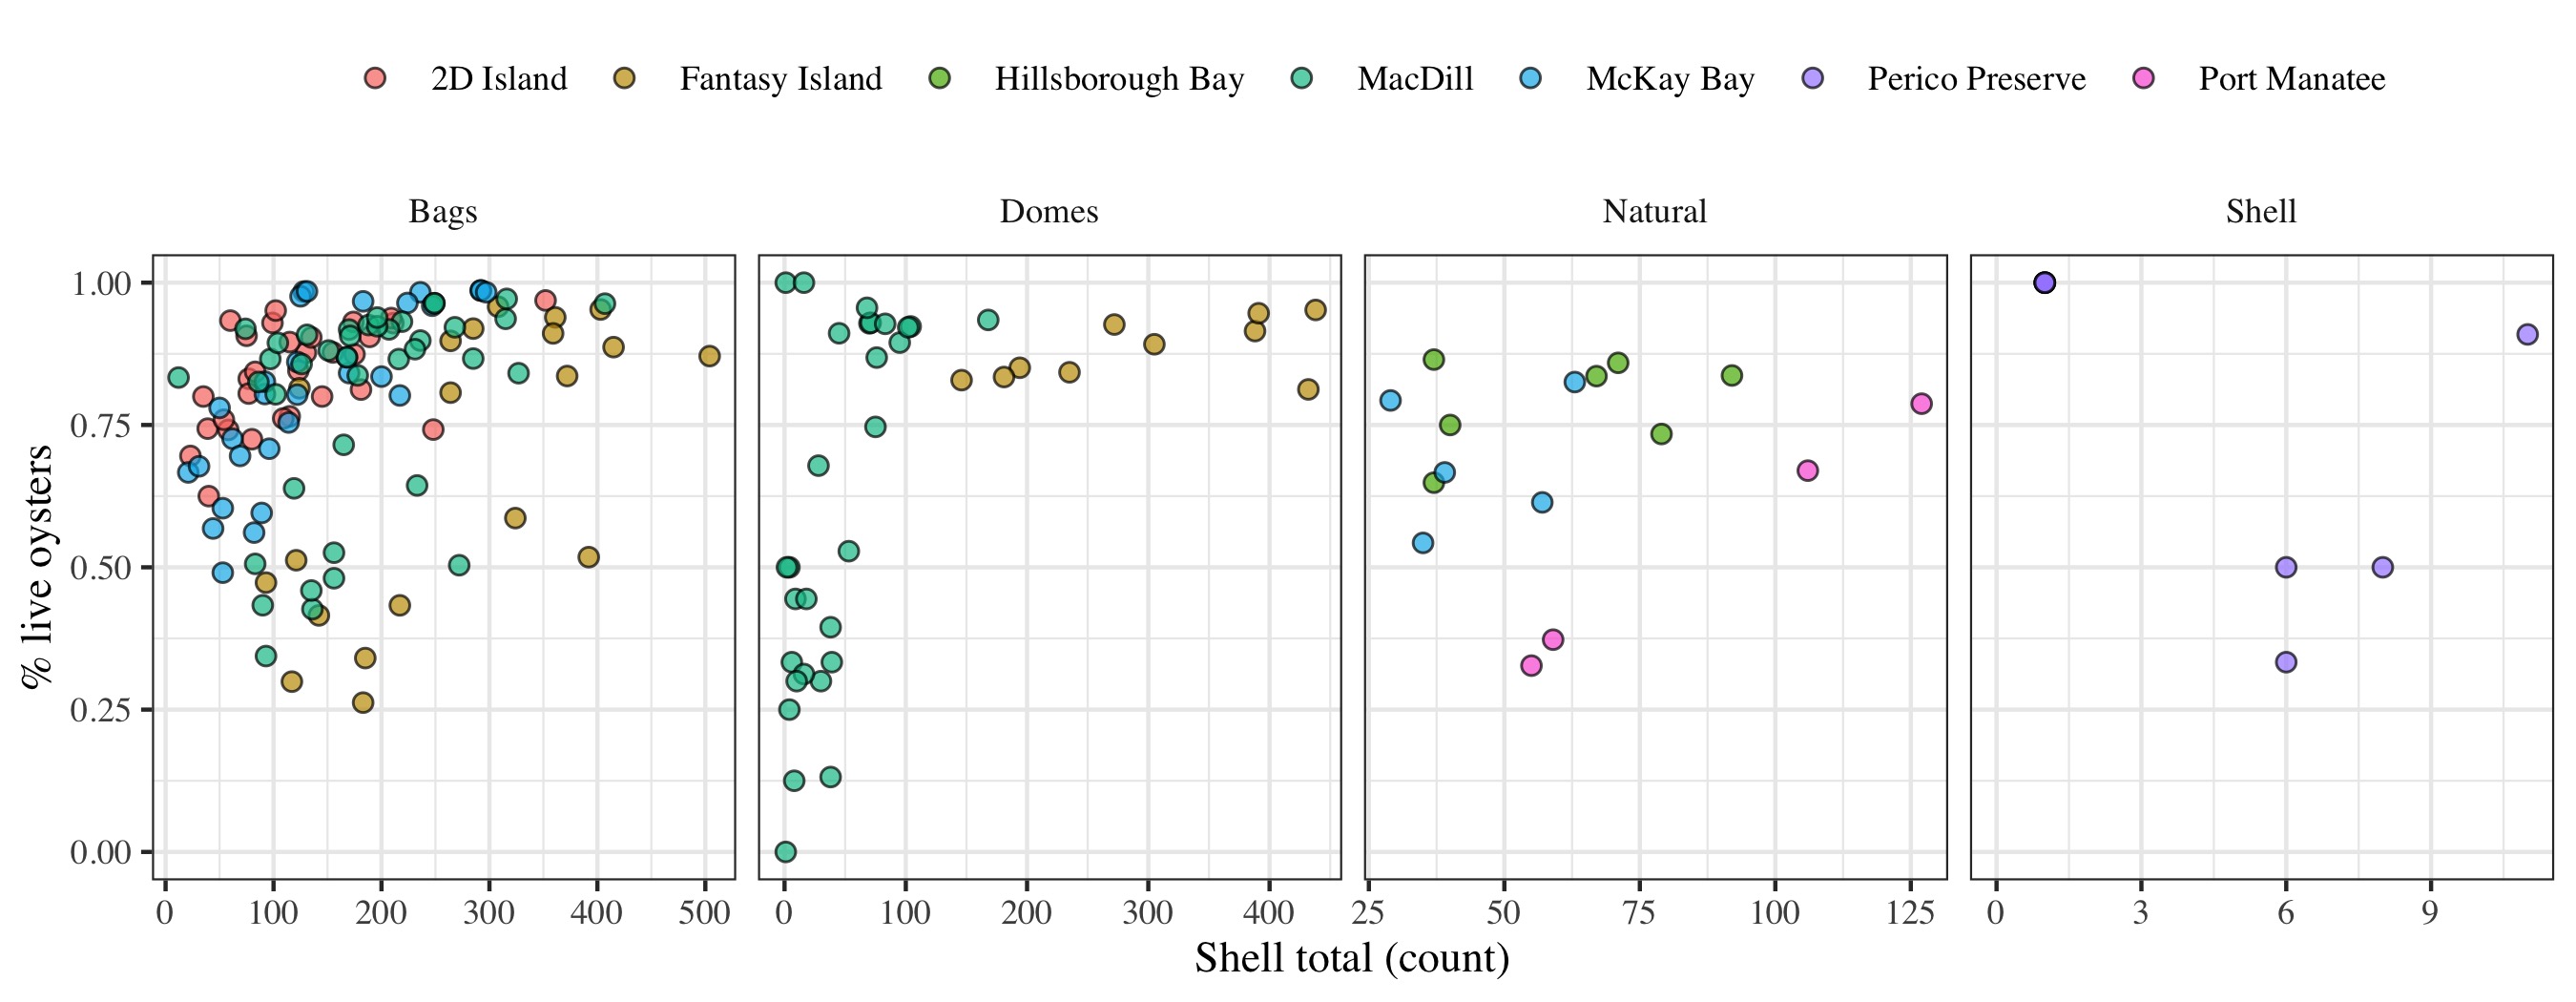 2D Island Fantasy Island Hillsborough Bay MacDill McKay Bay Perico Preserve Port Manatee
Bags Domes Natural Shell
% live oysters
1.00
0.75
0.50
0.25
0.00
0 100 200 300 400 500 0 100 200 300 400 25 50 75 100 125 0 3 6 9
Shell total (count)